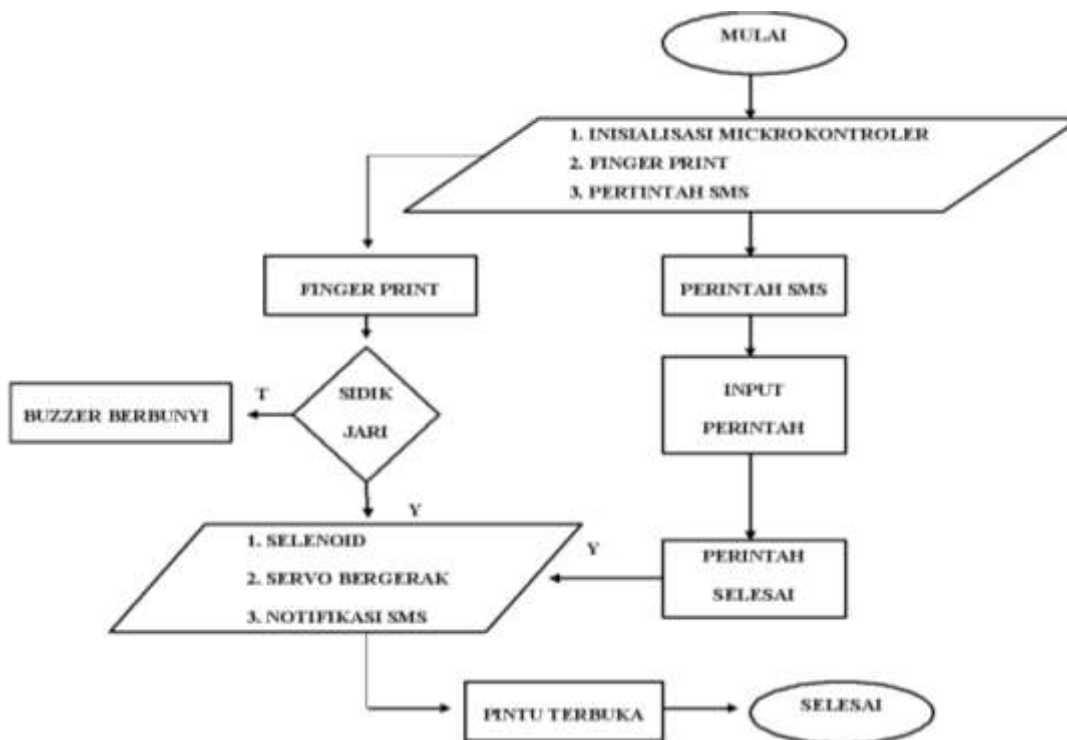 MULAI
1. INISIALISASI MICKROKONTROLER
2. FINGER PRINT
3. PERTINTAH SMS
FINGER PRINT
PERINTAH SMS
SIDIK
JARI
T
BUZZER BERBUNYI
INPUT
PERINTAH
Y
1. SELENOID
2. SERVO BERGERAK
3. NOTIFIKASI SMS
Y
PERINTAH
SELESAI
PINTU TERBUKA
SELESAI